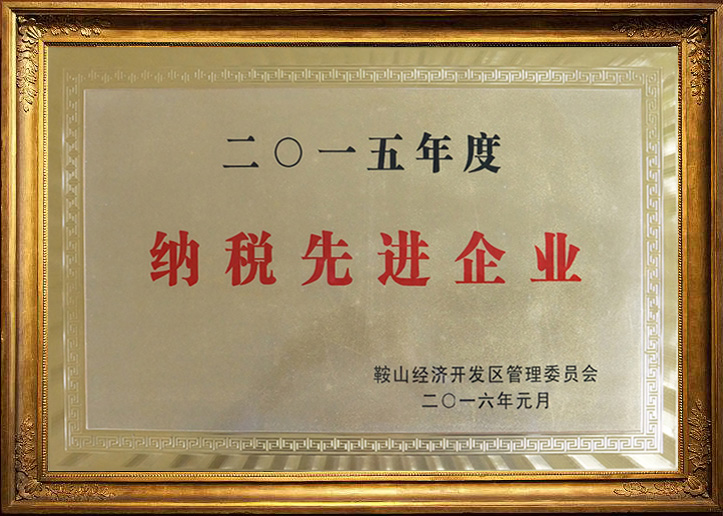 二〇一五年度
纳税先进企业
鞍山经济开发区管理委员会
二〇一六年元月